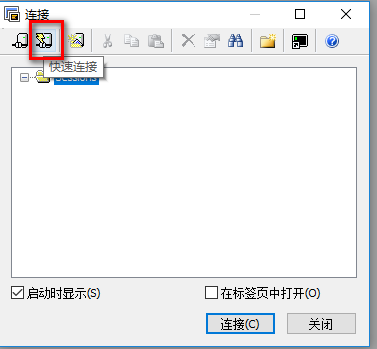 连接
快速连接
Sessions
启动时显示(S)
在标签页中打开(O)
连接(C)
关闭